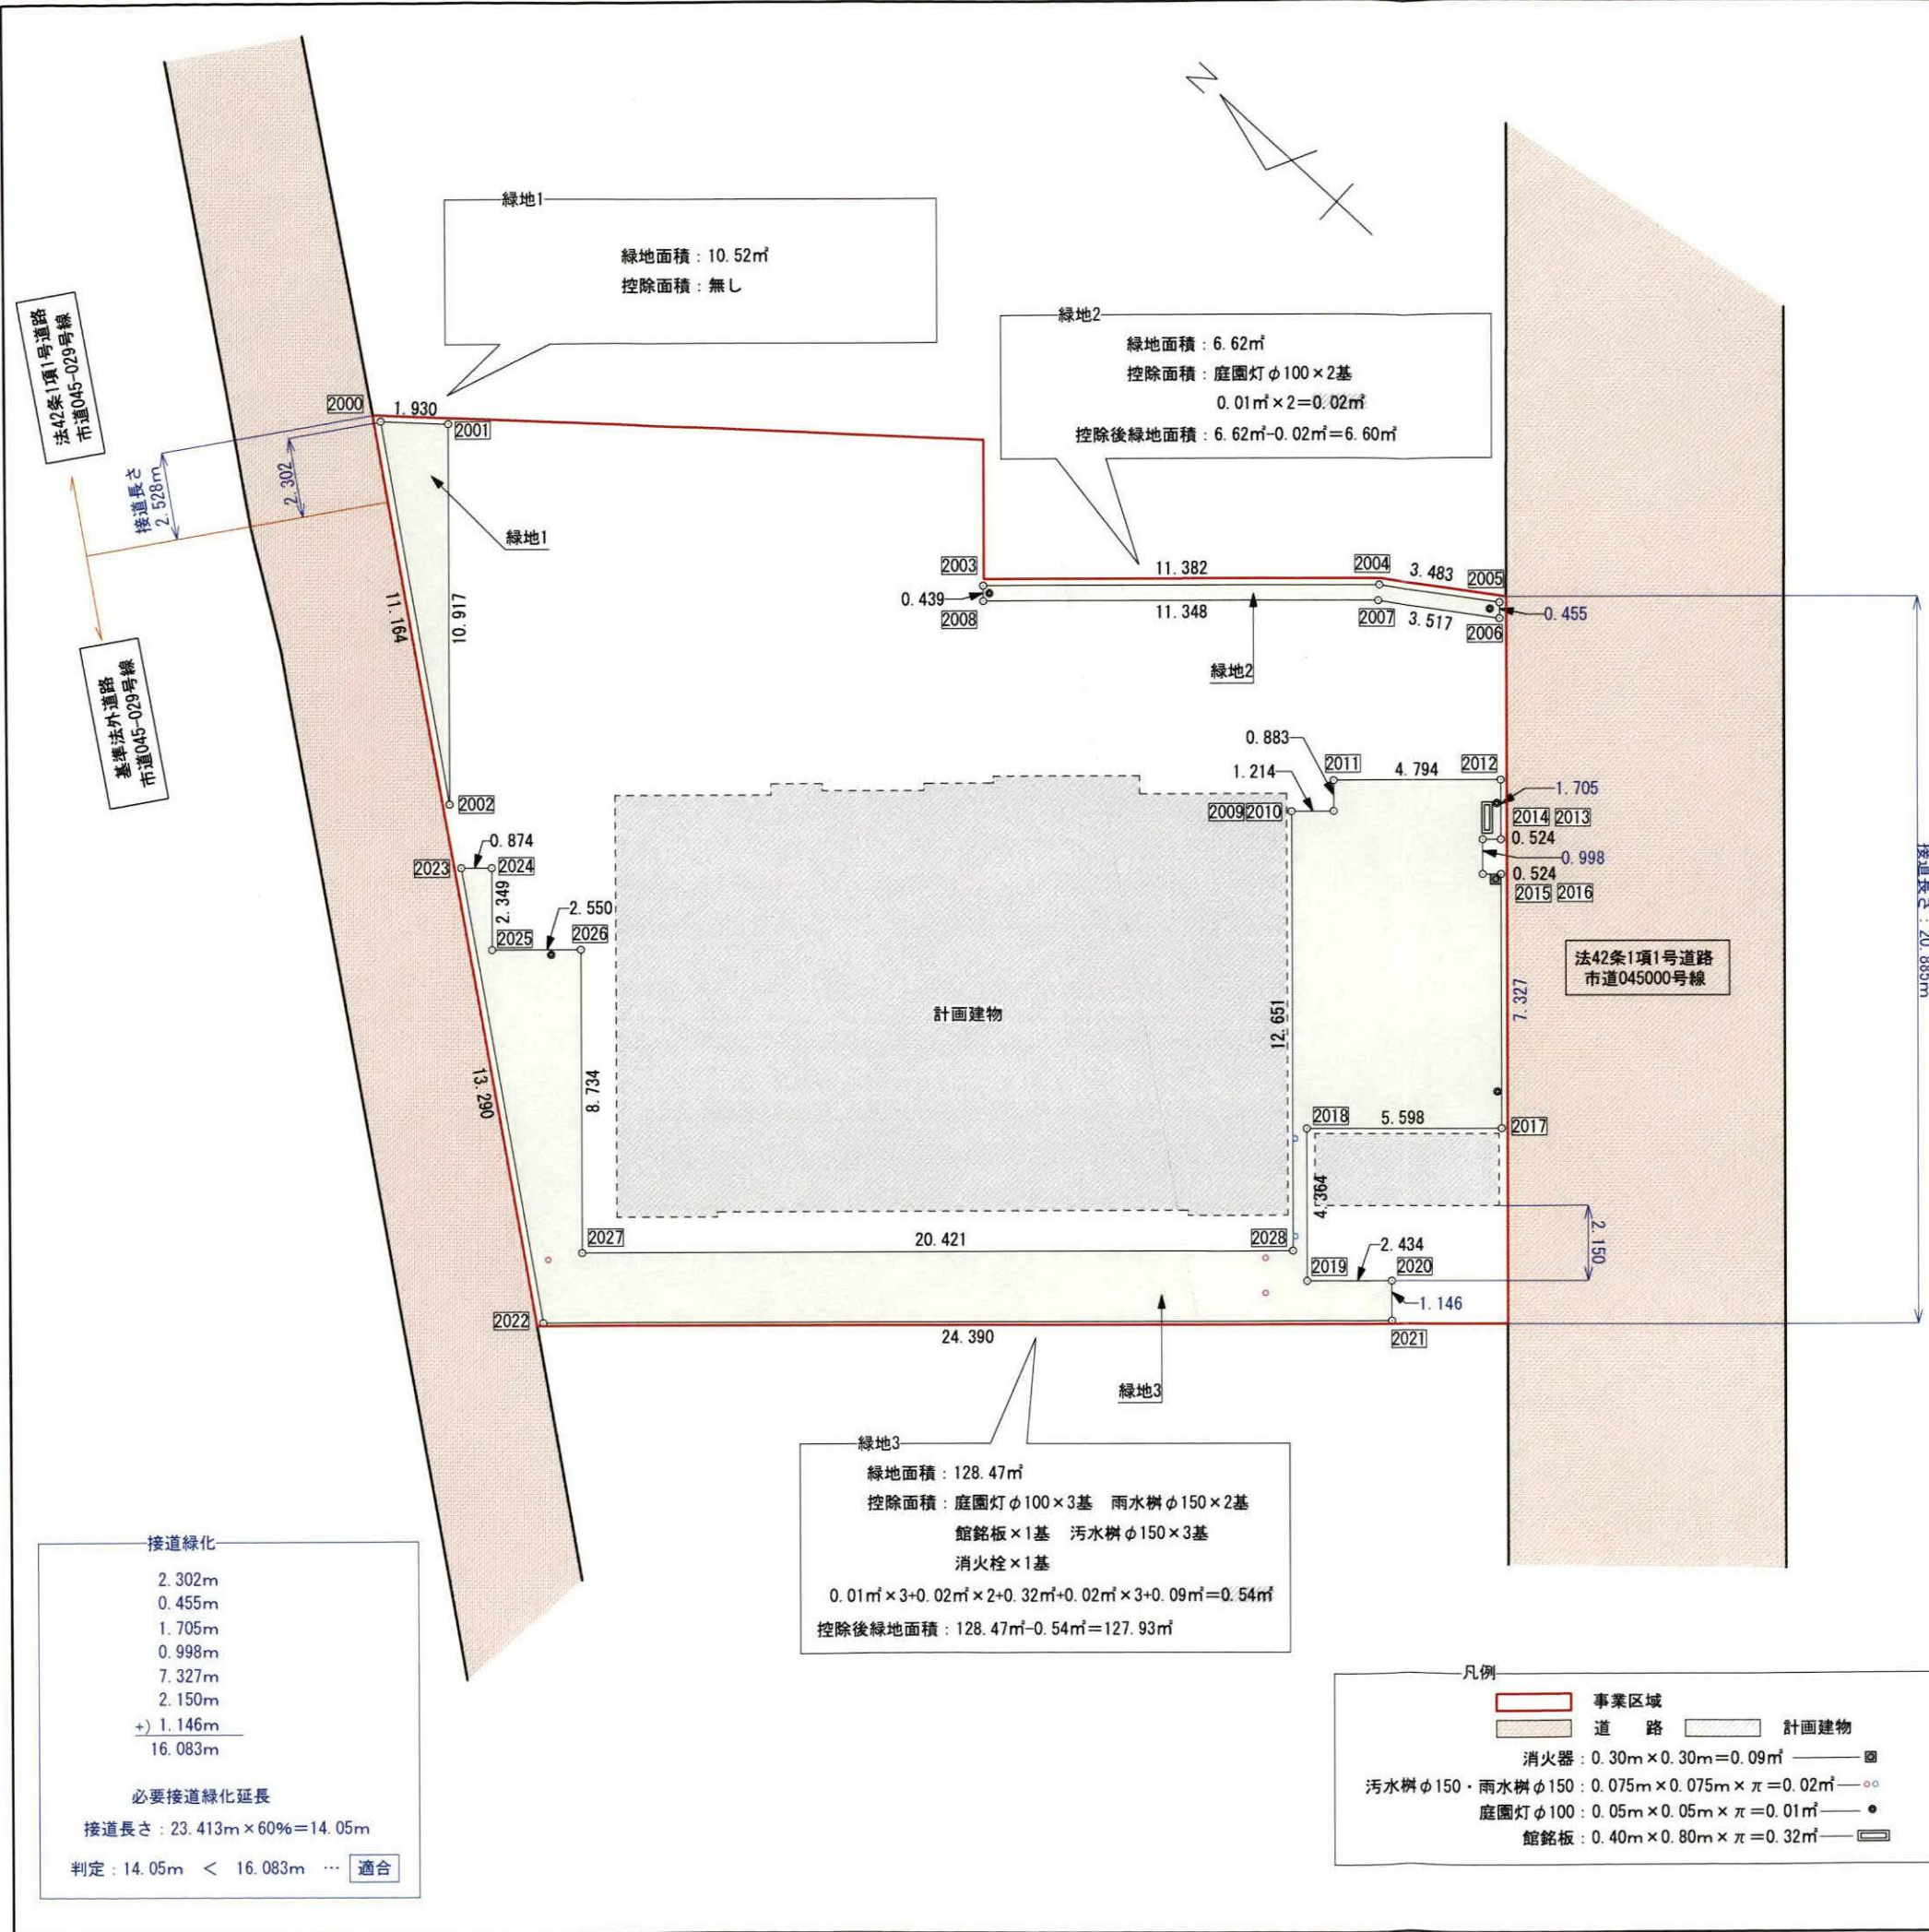 N
緑地1
緑地面積：10.52㎡
控除面積：無し
緑地2
緑地面積：6.62㎡
控除面積：庭園灯φ100×2基
0.01㎡×2=0.02㎡
控除後緑地面積：6.62㎡-0.02㎡=6.60㎡
法42条1項1号道路
市道045-029号線
接道長さ
2.528m
2.302
基準法外道路
市道045-029号線
2000
1.930
2001
緑地1
11.164
10.917
2002
2003
11.382
2004
3.483
2005
0.439
0.455
2008
11.348
2007
3.517
2006
緑地2
0.883
1.214
2011
4.794
2012
2009
2010
1.705
2014
2013
0.524
0.998
0.524
2015
2016
接道長さ：20.885m
法42条1項1号道路
市道045000号線
7.327
2023
0.874
2024
2.349
2.550
2025
2026
計画建物
12.651
8.734
13.290
2018
5.598
2017
4.364
2.150
2027
20.421
2028
2.434
2019
2020
1.146
2022
24.390
2021
緑地3
緑地3
緑地面積：128.47㎡
控除面積：庭園灯φ100×3基　雨水桝φ150×2基
館銘板×1基　汚水桝φ150×3基
消火栓×1基
0.01㎡×3+0.02㎡×2+0.32㎡+0.02㎡×3+0.09㎡=0.54㎡
控除後緑地面積：128.47㎡-0.54㎡=127.93㎡
接道緑化
2.302m
0.455m
1.705m
0.998m
7.327m
2.150m
+) 1.146m
16.083m
必要接道緑化延長
接道長さ：23.413m×60%=14.05m
判定：14.05m ＜ 16.083m … 適合
凡例
事業区域
道　路
計画建物
消火器：0.30m×0.30m=0.09㎡
汚水桝φ150・雨水桝φ150：0.075m×0.075m×π=0.02㎡
庭園灯φ100：0.05m×0.05m×π=0.01㎡
館銘板：0.40m×0.80m×π=0.32㎡